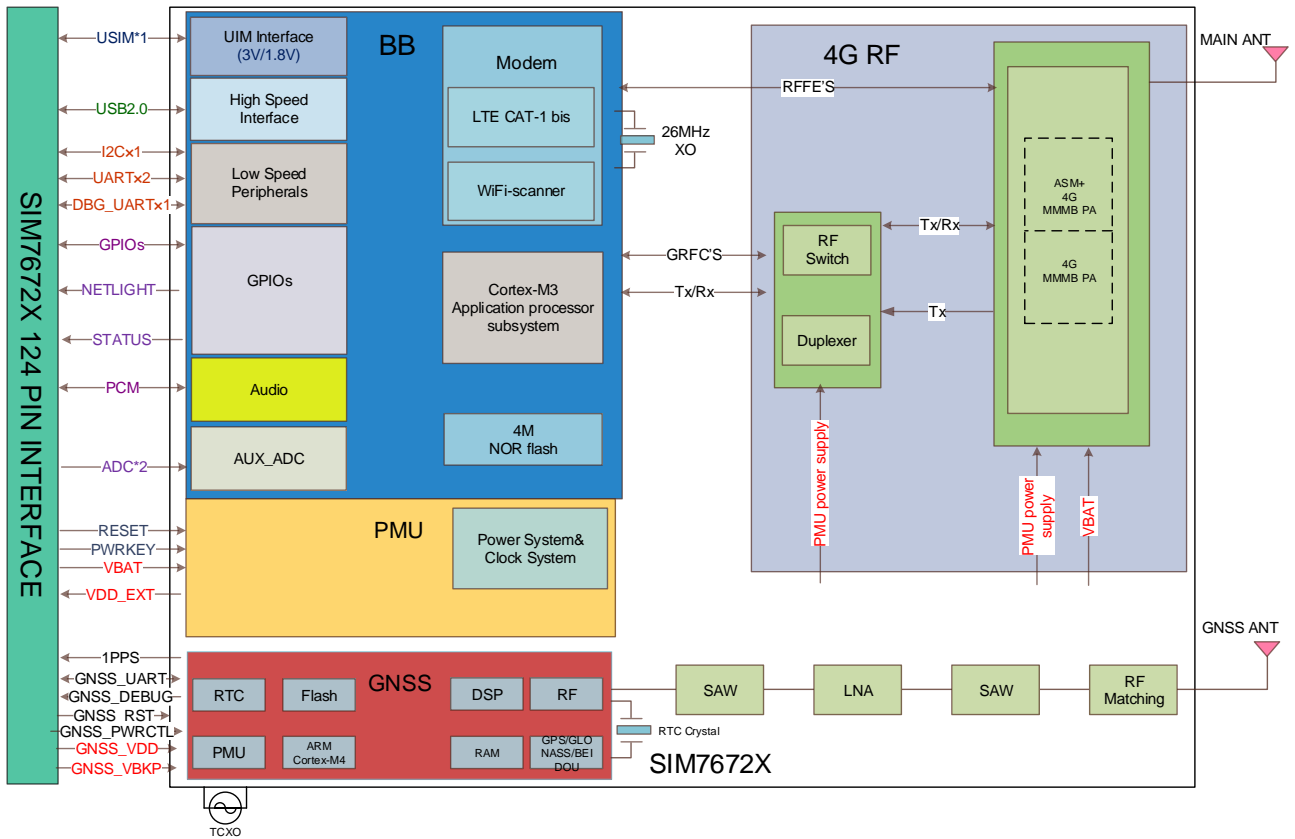 SIM7672X 124 PIN INTERFACE
USIM*1
USB2.0
I2C×1
UART×2
DBG_UART×1
GPIOs
NETLIGHT
STATUS
PCM
ADC*2
RESET
PWRKEY
VBAT
VDD_EXT
1PPS
GNSS_UART
GNSS_DEBUG
GNSS_RST
GNSS_PWRCTL
GNSS_VDD
GNSS_VBKP
BB
UIM Interface
(3V/1.8V)
High Speed
Interface
Low Speed
Peripherals
GPIOs
Audio
AUX_ADC
Modem
LTE CAT-1 bis
WiFi-scanner
Cortex-M3
Application processor
subsystem
4M
NOR flash
26MHz
XO
PMU
Power System&
Clock System
GNSS
RTC
Flash
DSP
RF
PMU
ARM
Cortex-M4
RAM
GPS/GLO
NASS/BEI
DOU
RTC Crystal
TCXO
SIM7672X
4G RF
RFFE'S
GRFC'S
Tx/Rx
RF
Switch
Duplexer
Tx/Rx
Tx
ASM+
4G
MMMB PA
4G
MMMB PA
PMU power supply
PMU power
supply
VBAT
MAIN ANT
SAW
LNA
SAW
RF
Matching
GNSS ANT